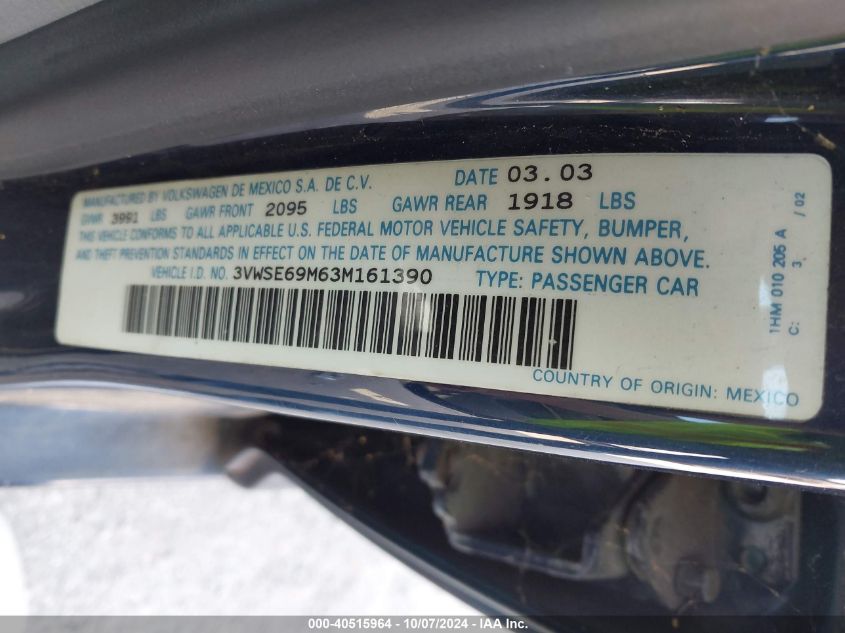 MANUFACTURED BY VOLKSWAGEN DE MEXICO S.A. DE C.V. DATE 03.03
GVWR 3991 LBS GAWR FRONT 2095 LBS GAWR REAR 1918 LBS
THIS VEHICLE CONFORMS TO ALL APPLICABLE U.S. FEDERAL MOTOR VEHICLE SAFETY, BUMPER,
AND THEFT PREVENTION STANDARDS IN EFFECT ON THE DATE OF MANUFACTURE SHOWN ABOVE.
VEHICLE I.D. NO. 3VWSE69M63M161390 TYPE: PASSENGER CAR
COUNTRY OF ORIGIN: MEXICO
1HM 010 205 A / 02
C: 3
000-40515964 - 10/07/2024 - IAA Inc.